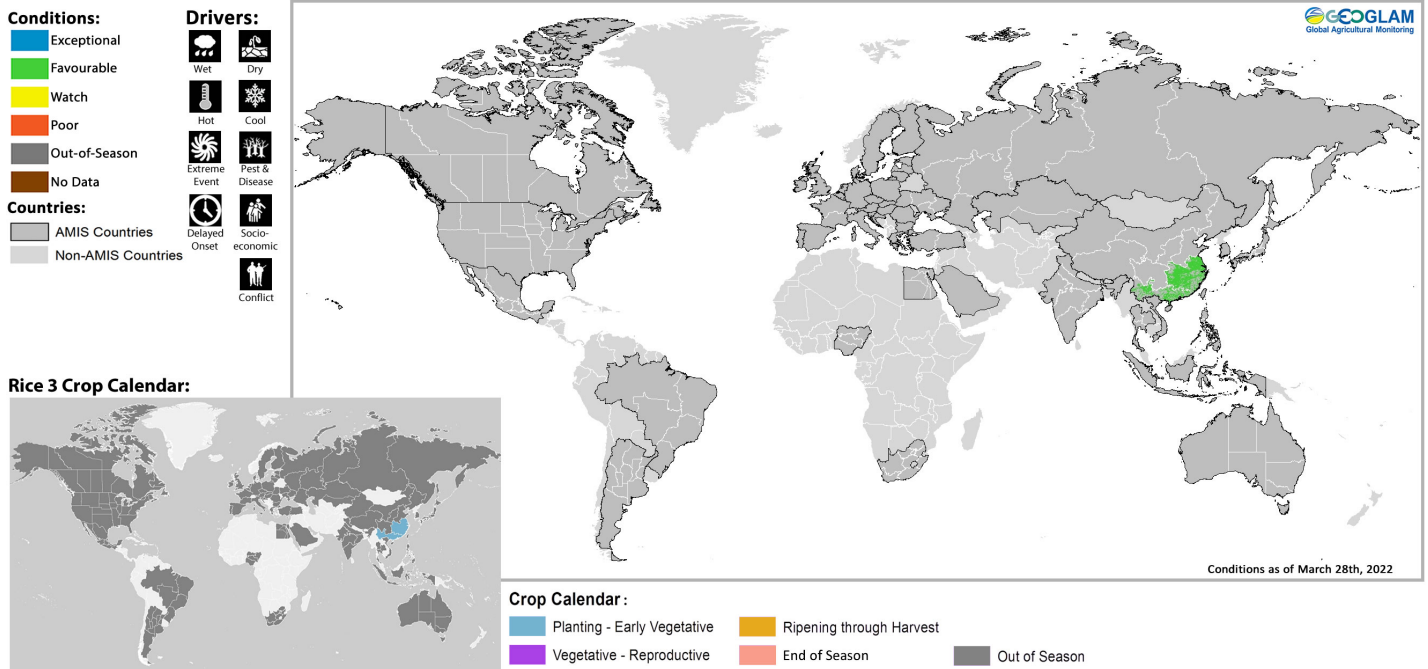 Conditions:
Exceptional
Favourable
Watch
Poor
Out-of-Season
No Data
Countries:
AMIS Countries
Non-AMIS Countries
Drivers:
Wet
Dry
Hot
Cool
Extreme
Event
Pest &
Disease
Delayed
Onset
Socio-
economic
Conflict
GEOGLAM
Global Agricultural Monitoring
Conditions as of March 28th, 2022
Rice 3 Crop Calendar:
Crop Calendar :
Planting - Early Vegetative
Ripening through Harvest
Vegetative - Reproductive
End of Season
Out of Season